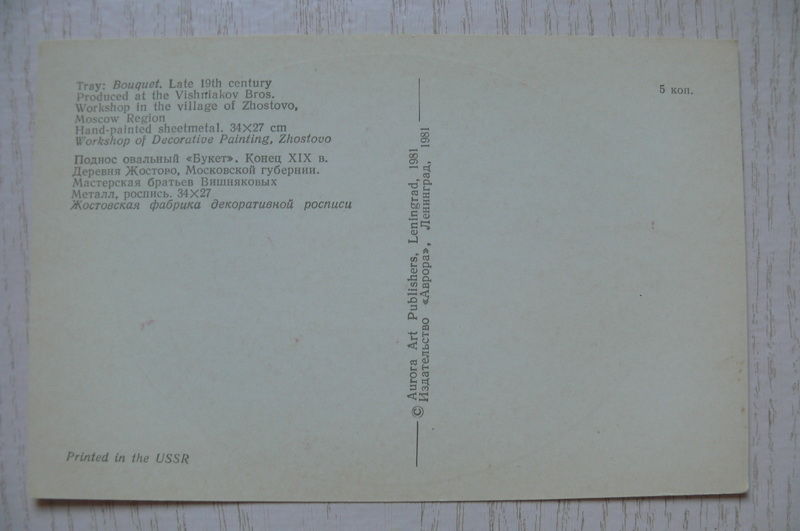 Tray: Bouquet. Late 19th century
Produced at the Vishniakov Bros.
Workshop in the village of Zhostovo,
Moscow Region
Hand-painted sheetmetal. 34×27 cm
Workshop of Decorative Painting, Zhostovo
Поднос овальный «Букет». Конец XIX в.
Деревня Жостово, Московской губернии.
Мастерская братьев Вишняковых
Металл, роспись. 34×27
Жостовская фабрика декоративной росписи
Printed in the USSR
© Aurora Art Publishers, Leningrad, 1981
Издательство «Аврора», Ленинград, 1981
5 коп.